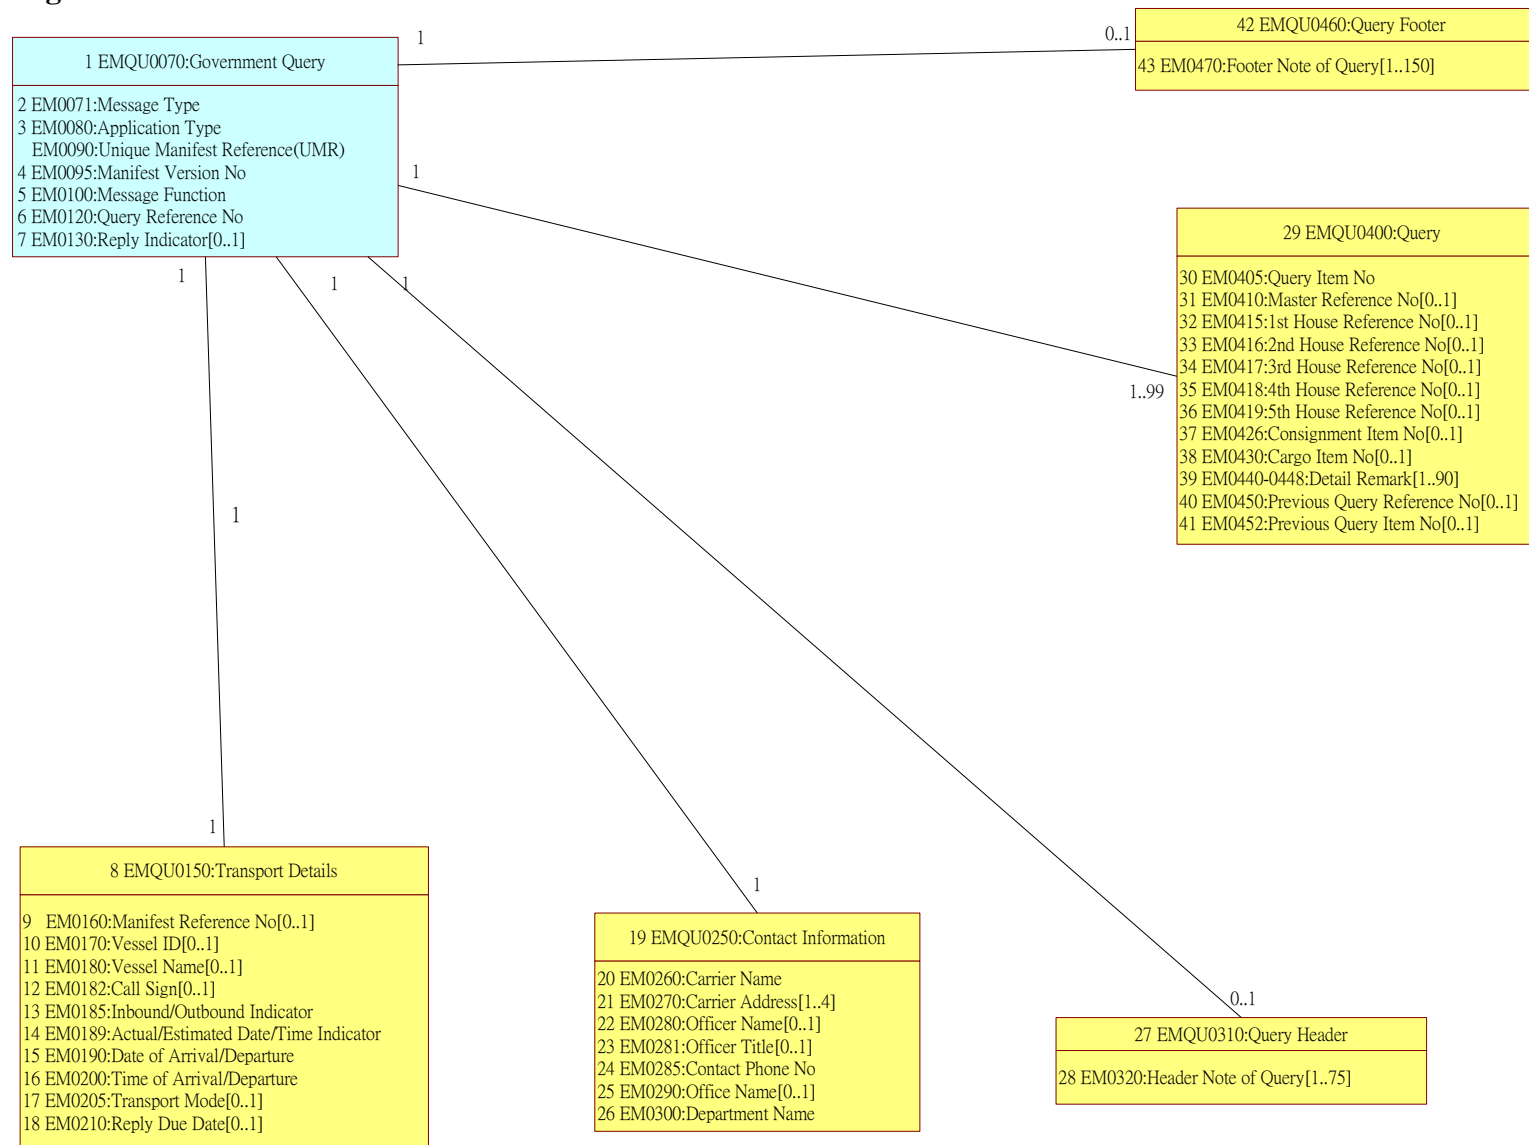 1 EMQU0070:Government Query
2 EM0071:Message Type
3 EM0080:Application Type
EM0090:Unique Manifest Reference(UMR)
4 EM0095:Manifest Version No
5 EM0100:Message Function
6 EM0120:Query Reference No
7 EM0130:Reply Indicator[0..1]
1
0..1
42 EMQU0460:Query Footer
43 EM0470:Footer Note of Query[1..150]
1
1..99
29 EMQU0400:Query
30 EM0405:Query Item No
31 EM0410:Master Reference No[0..1]
32 EM0415:1st House Reference No[0..1]
33 EM0416:2nd House Reference No[0..1]
34 EM0417:3rd House Reference No[0..1]
35 EM0418:4th House Reference No[0..1]
36 EM0419:5th House Reference No[0..1]
37 EM0426:Consignment Item No[0..1]
38 EM0430:Cargo Item No[0..1]
39 EM0440-0448:Detail Remark[1..90]
40 EM0450:Previous Query Reference No[0..1]
41 EM0452:Previous Query Item No[0..1]
1
1
1
1
1
8 EMQU0150:Transport Details
9 EM0160:Manifest Reference No[0..1]
10 EM0170:Vessel ID[0..1]
11 EM0180:Vessel Name[0..1]
12 EM0182:Call Sign[0..1]
13 EM0185:Inbound/Outbound Indicator
14 EM0189:Actual/Estimated Date/Time Indicator
15 EM0190:Date of Arrival/Departure
16 EM0200:Time of Arrival/Departure
17 EM0205:Transport Mode[0..1]
18 EM0210:Reply Due Date[0..1]
1
19 EMQU0250:Contact Information
20 EM0260:Carrier Name
21 EM0270:Carrier Address[1..4]
22 EM0280:Officer Name[0..1]
23 EM0281:Officer Title[0..1]
24 EM0285:Contact Phone No
25 EM0290:Office Name[0..1]
26 EM0300:Department Name
0..1
27 EMQU0310:Query Header
28 EM0320:Header Note of Query[1..75]